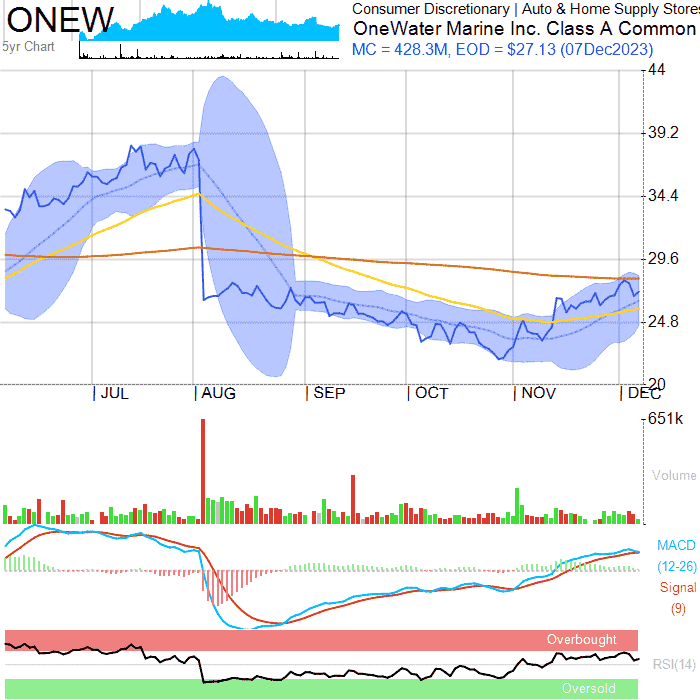 ONEW
5yr Chart
Consumer Discretionary | Auto & Home Supply Stores
OneWater Marine Inc. Class A Common
MC = 428.3M, EOD = $27.13 (07Dec2023)
44
39.2
34.4
29.6
24.8
20
| JUL
| AUG
| SEP
| OCT
| NOV
| DEC
651k
Volume
MACD
(12-26)
Signal
(9)
Overbought
RSI(14)
Oversold